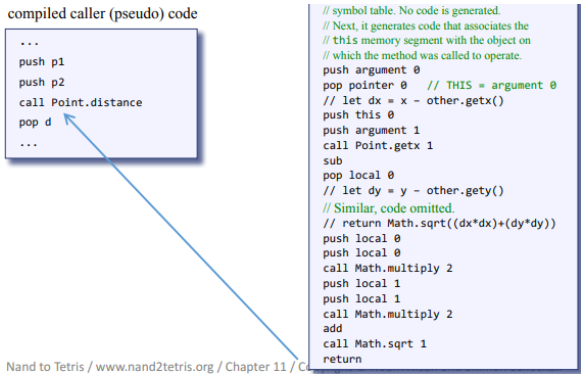 compiled caller (pseudo) code
...
push p1
push p2
call Point.distance
pop d
...
// symbol table. No code is generated.
// Next, it generates code that associates the
// this memory segment with the object on
// which the method was called to operate.
push argument 0
pop pointer 0 // THIS = argument 0
// let dx = x - other.getx()
push this 0
push argument 1
call Point.getx 1
sub
pop local 0
// let dy = y - other.gety()
// Similar, code omitted.
// return Math.sqrt((dx*dx)+(dy*dy))
push local 0
push local 0
call Math.multiply 2
push local 1
push local 1
call Math.multiply 2
add
call Math.sqrt 1
return
Nand to Tetris / www.nand2tetris.org / Chapter 11 /